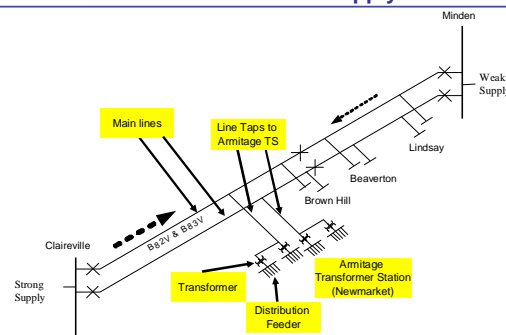 Supply
Minden
Weak
Supply
Main lines
Line Taps to
Armitage TS
Lindsay
Beaverton
Brown Hill
B82V & B83V
Claireville
Strong
Supply
Transformer
Armitage
Transformer Station
(Newmarket)
Distribution
Feeder